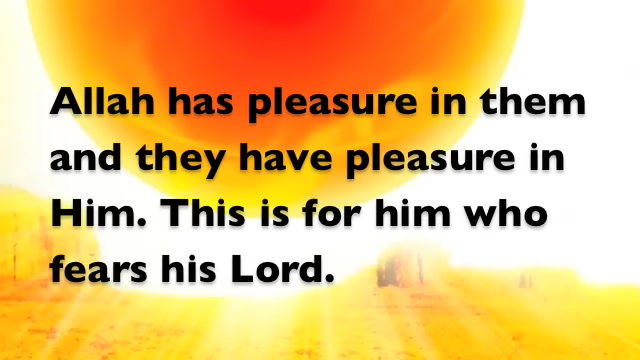 Allah has pleasure in them
and they have pleasure in
Him. This is for him who
fears his Lord.